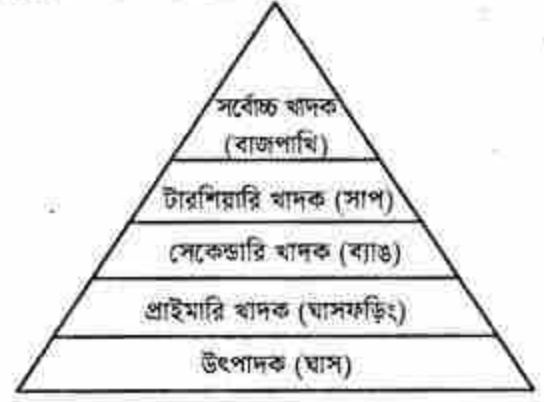 সর্বোচ্চ খাদক
(বাজপাখি)
টারশিয়ারি খাদক (সাপ)
সেকেন্ডারি খাদক (ব্যাঙ)
প্রাইমারি খাদক (ঘাসফড়িং)
উৎপাদক (ঘাস)